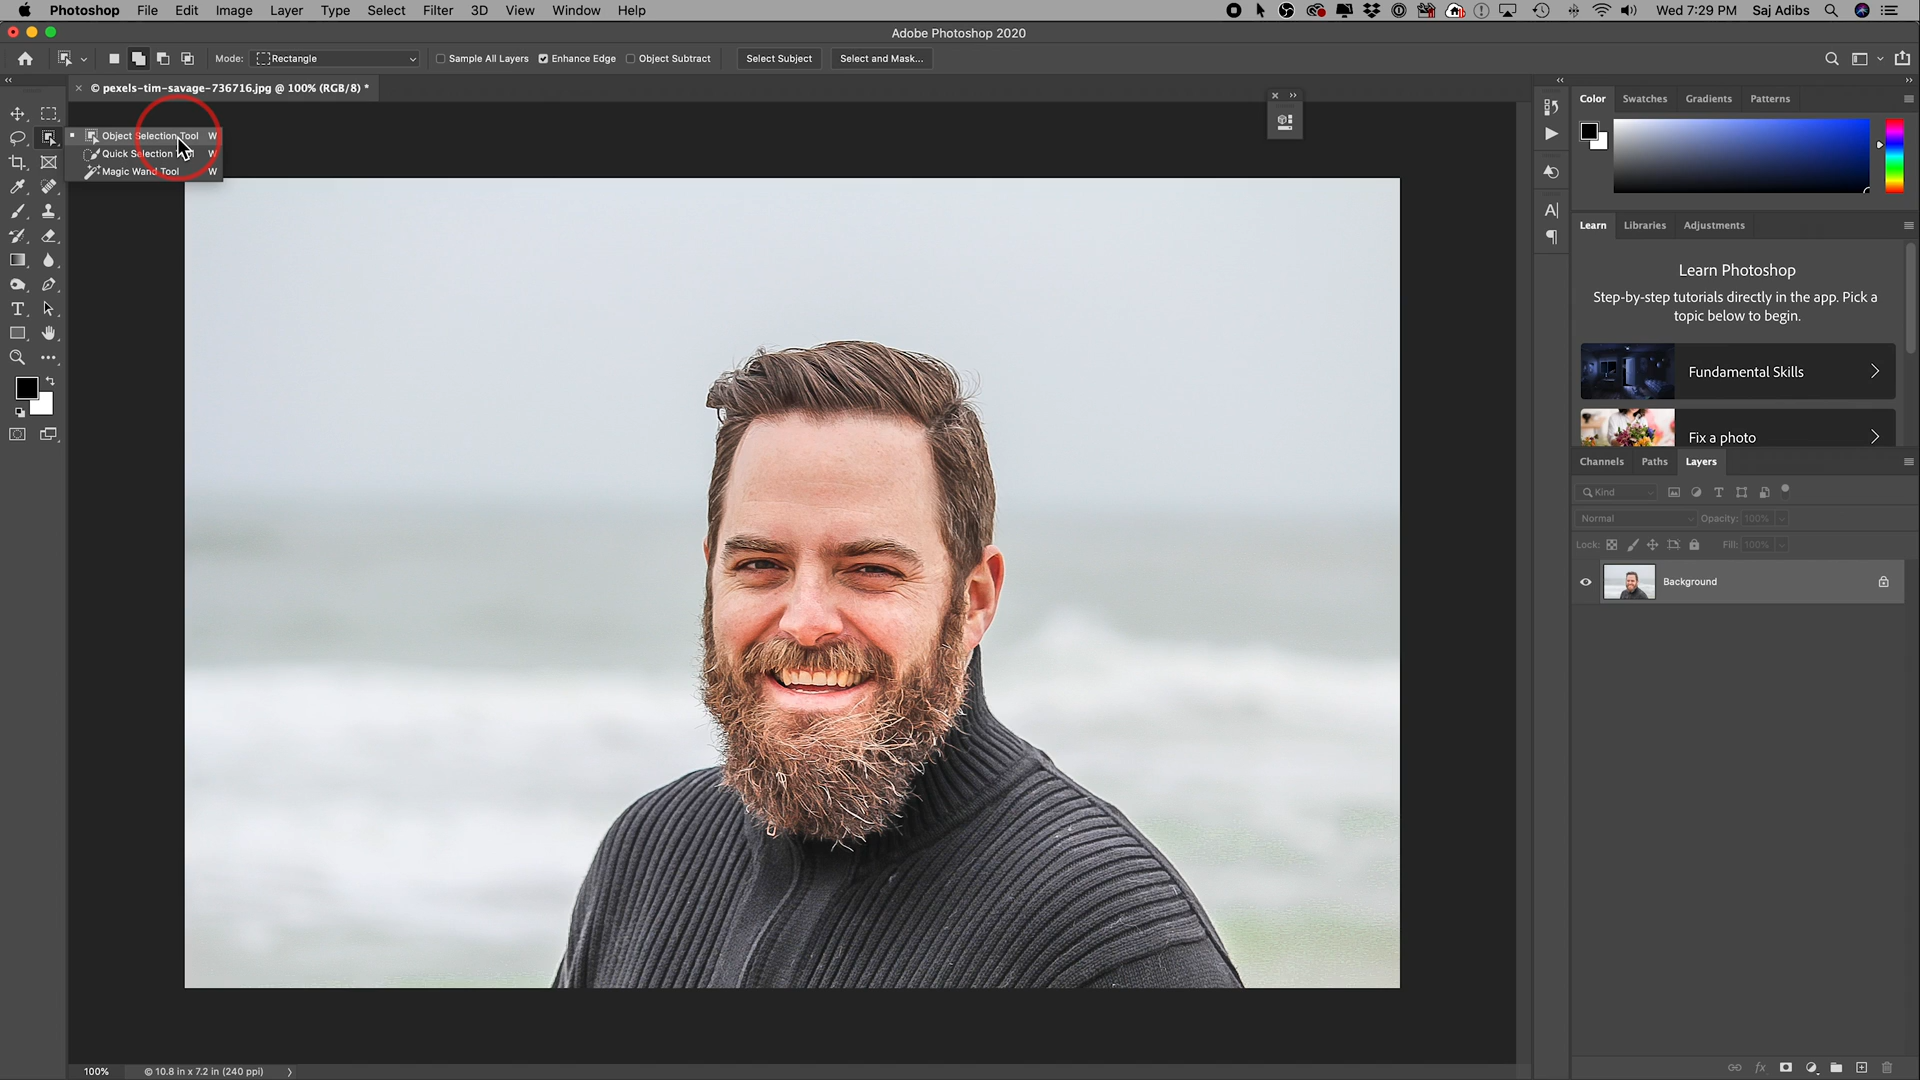 Photoshop File Edit Image Layer Type Select Filter 3D View Window Help Wed 7:29 PM Saj Adibs
Adobe Photoshop 2020
Mode: Rectangle Sample All Layers Enhance Edge Object Subtract Select Subject Select and Mask...
© pexels-tim-savage-736716.jpg @ 100% (RGB/8) *
Color Swatches Gradients Patterns
Object Selection Tool W
Quick Selection W
Magic Wand Tool W
Learn Libraries Adjustments
Learn Photoshop
Step-by-step tutorials directly in the app. Pick a
topic below to begin.
Fundamental Skills
Fix a photo
Channels Paths Layers
Kind
Normal Opacity: 100%
Lock: Fill: 100%
Background
100% © 10.8 in x 7.2 in (240 ppi)